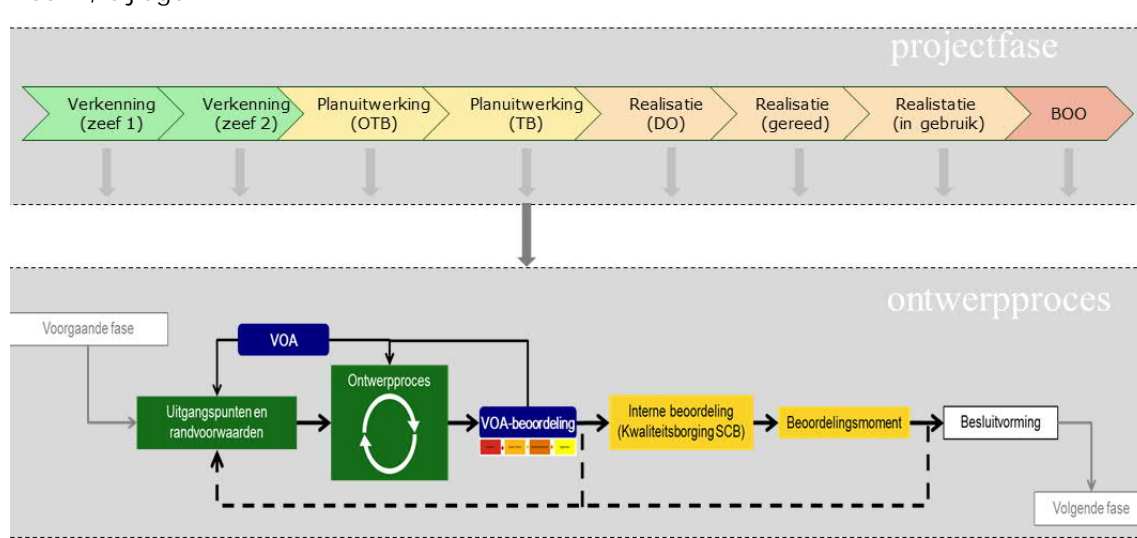 projectfase
Verkenning
(zeef 1)
Verkenning
(zeef 2)
Planuitwerking
(OTB)
Planuitwerking
(TB)
Realisatie
(DO)
Realisatie
(gereed)
Realistatie
(in gebruik)
BOO
ontwerpproces
Voorgaande fase
VOA
Ontwerpproces
Uitgangspunten en
randvoorwaarden
VOA-beoordeling
Interne beoordeling
(Kwaliteitsborging SCB)
Beoordelingsmoment
Besluitvorming
Volgende fase